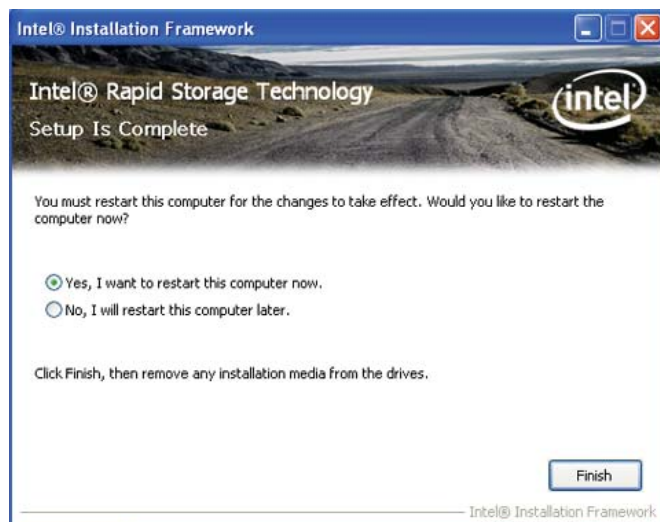 Intel® Installation Framework
Intel® Rapid Storage Technology
Setup Is Complete
intel
You must restart this computer for the changes to take effect. Would you like to restart the
computer now?
Yes, I want to restart this computer now.
No, I will restart this computer later.
Click Finish, then remove any installation media from the drives.
Finish
Intel® Installation Framework